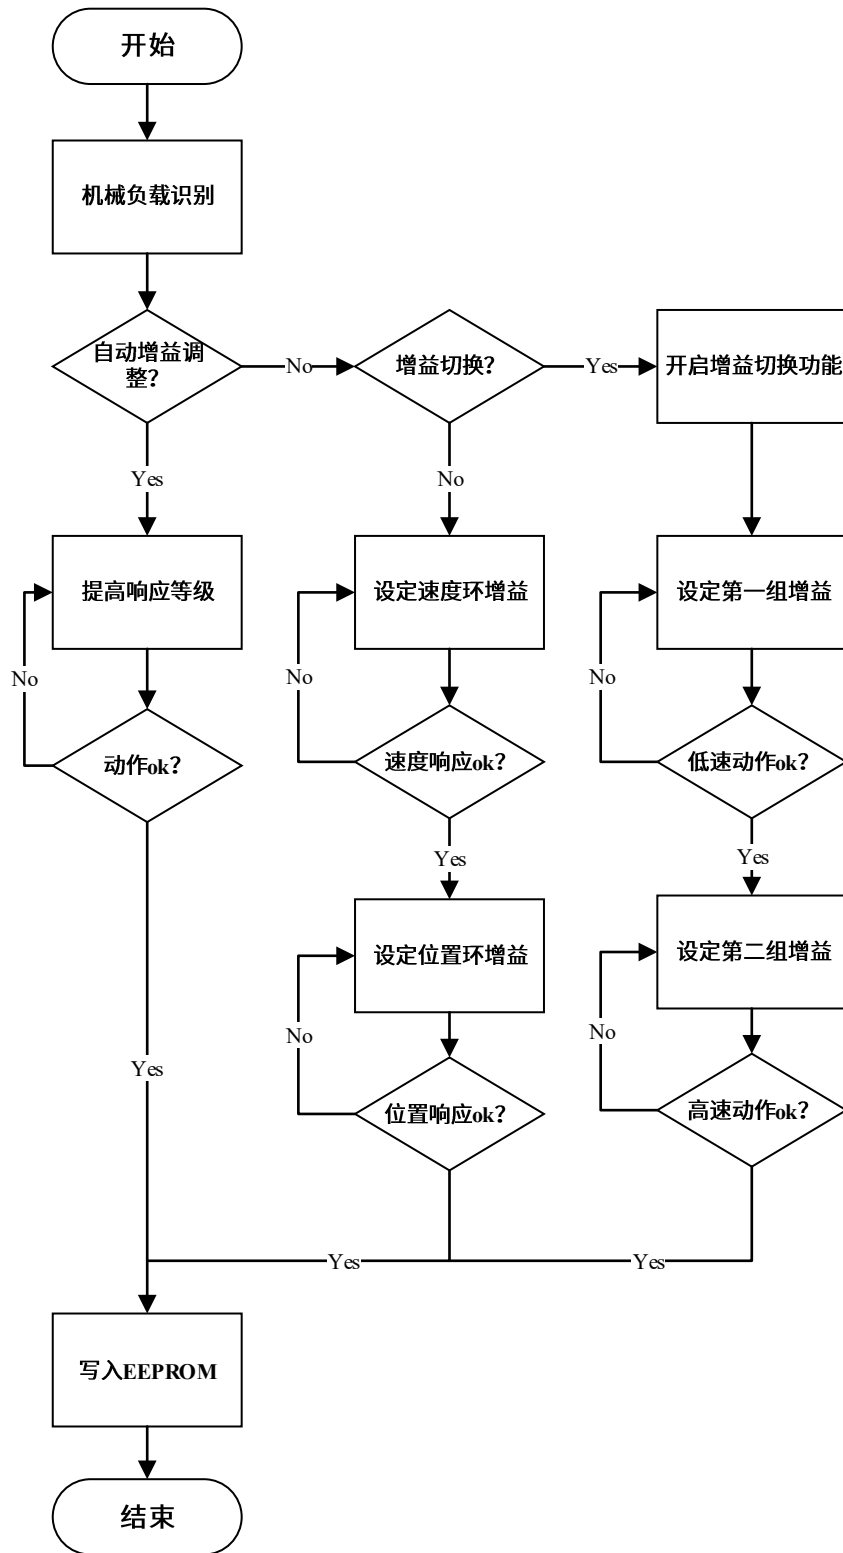 开始
机械负载识别
自动增益调
整？
No
增益切换？
Yes
开启增益切换功能
Yes
No
提高响应等级
设定速度环增益
设定第一组增益
No
No
No
动作ok？
速度响应ok？
低速动作ok？
Yes
Yes
设定位置环增益
设定第二组增益
No
No
Yes
位置响应ok？
高速动作ok？
Yes
Yes
写入EEPROM
结束